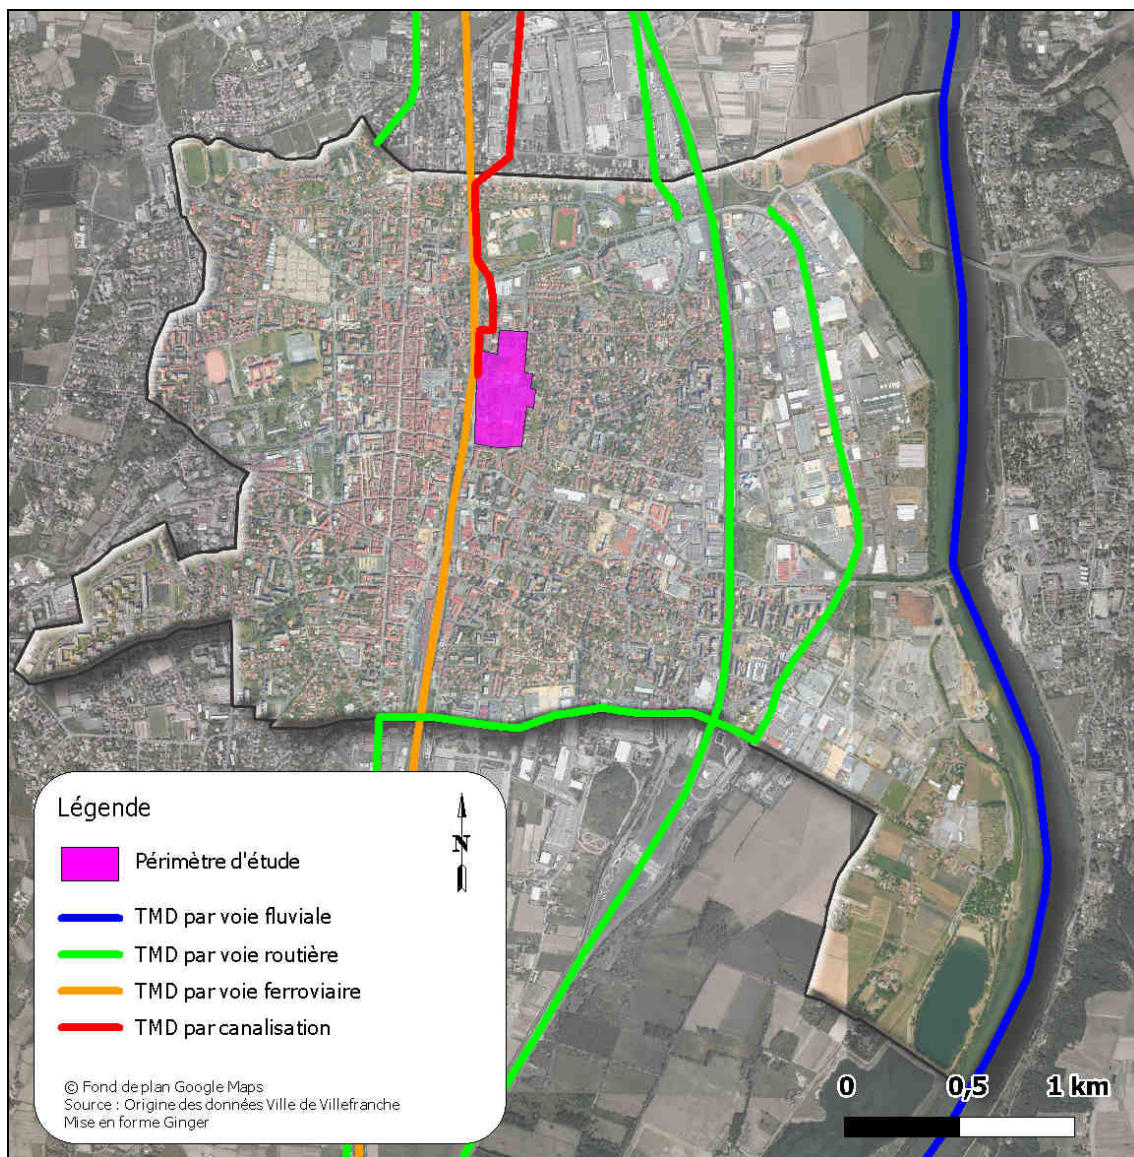 Légende
N
Périmètre d'étude
TMD par voie fluviale
TMD par voie routière
TMD par voie ferroviaire
TMD par canalisation
© Fond de plan Google Maps
Source : Origine des données Ville de Villefranche
Mise en forme Ginger
0 0,5 1 km